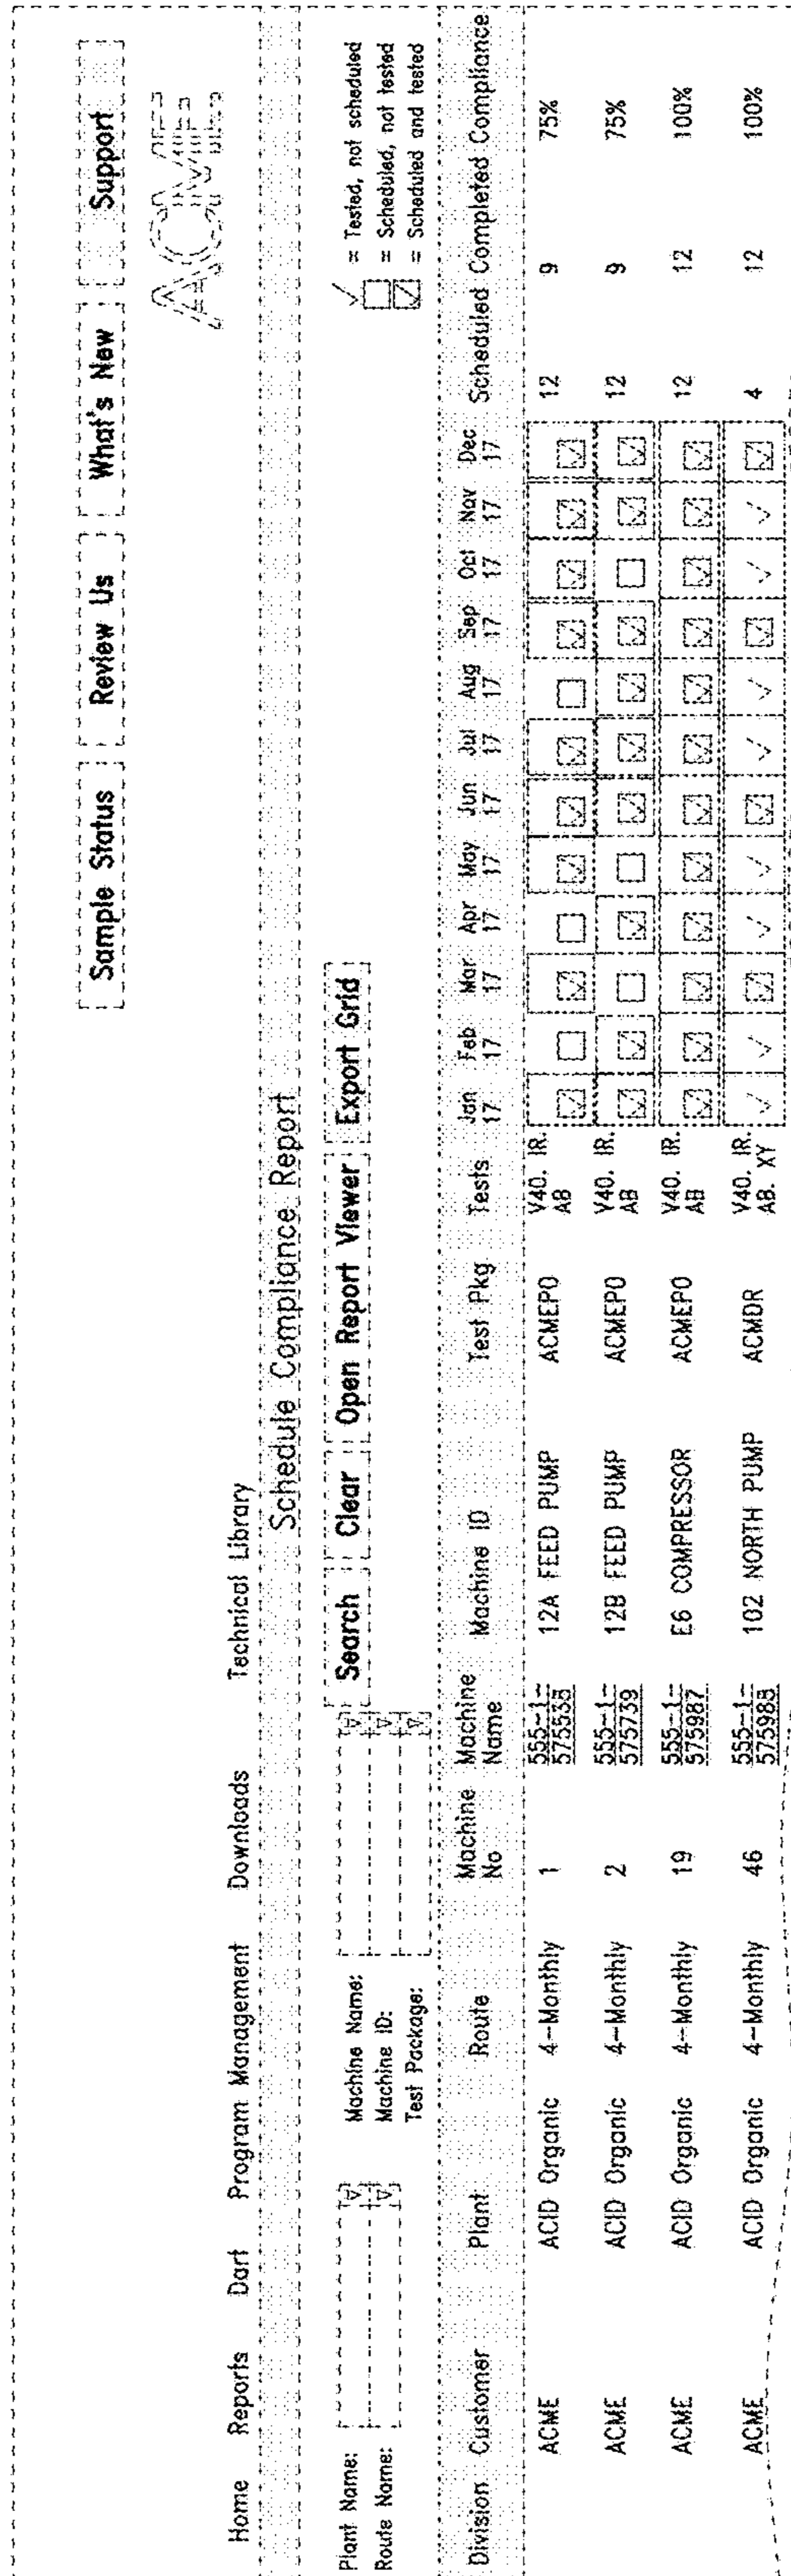 Sample Status Review Us What's New Support
ACME
Home Reports Dart Program Management Downloads Technical Library
Schedule Compliance Report
Plant Name: Machine Name: Search Clear Open Report Viewer Export Grid ✓ = Tested, not scheduled
Route Name: Machine ID: ☐ = Scheduled, not tested
Test Package: ☑ = Scheduled and tested
Division Customer Plant Route Machine No Machine Name Machine ID Test Pkg Tests Jan 17 Feb 17 Mar 17 Apr 17 May 17 Jun 17 Jul 17 Aug 17 Sep 17 Oct 17 Nov 17 Dec 17 Scheduled Completed Compliance
ACME ACID Organic 4-Monthly 1 555-1- 12A FEED PUMP ACMEPO V40. IR. 12 9 75%
AB
ACME ACID Organic 4-Monthly 2 555-1- 12B FEED PUMP ACMEPO V40. IR. 12 9 75%
575739 AB
ACME ACID Organic 4-Monthly 19 555-1- E6 COMPRESSOR ACMEPO V40. IR. 12 12 100%
575987 AB
ACME ACID Organic 4-Monthly 46 555-1- 102 NORTH PUMP ACMDR V40. IR. 4 12 100%
575988 AB. XY